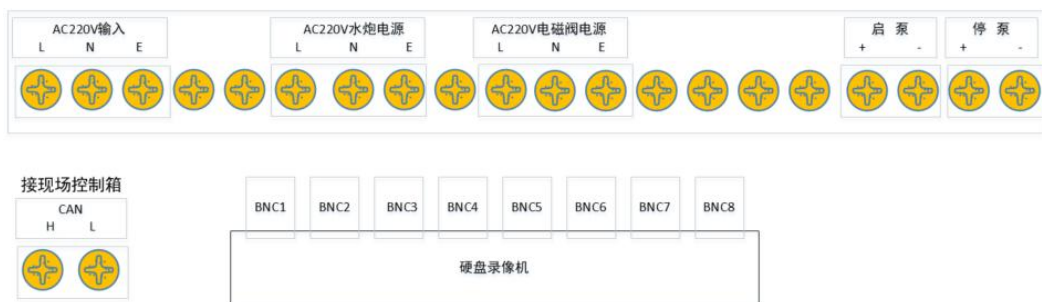 AC220V输入 AC220V水炮电源 AC220V电磁阀电源 启 泵 停 泵
L N E L N E L N E + - + -
接现场控制箱
CAN
H L
BNC1 BNC2 BNC3 BNC4 BNC5 BNC6 BNC7 BNC8
硬盘录像机